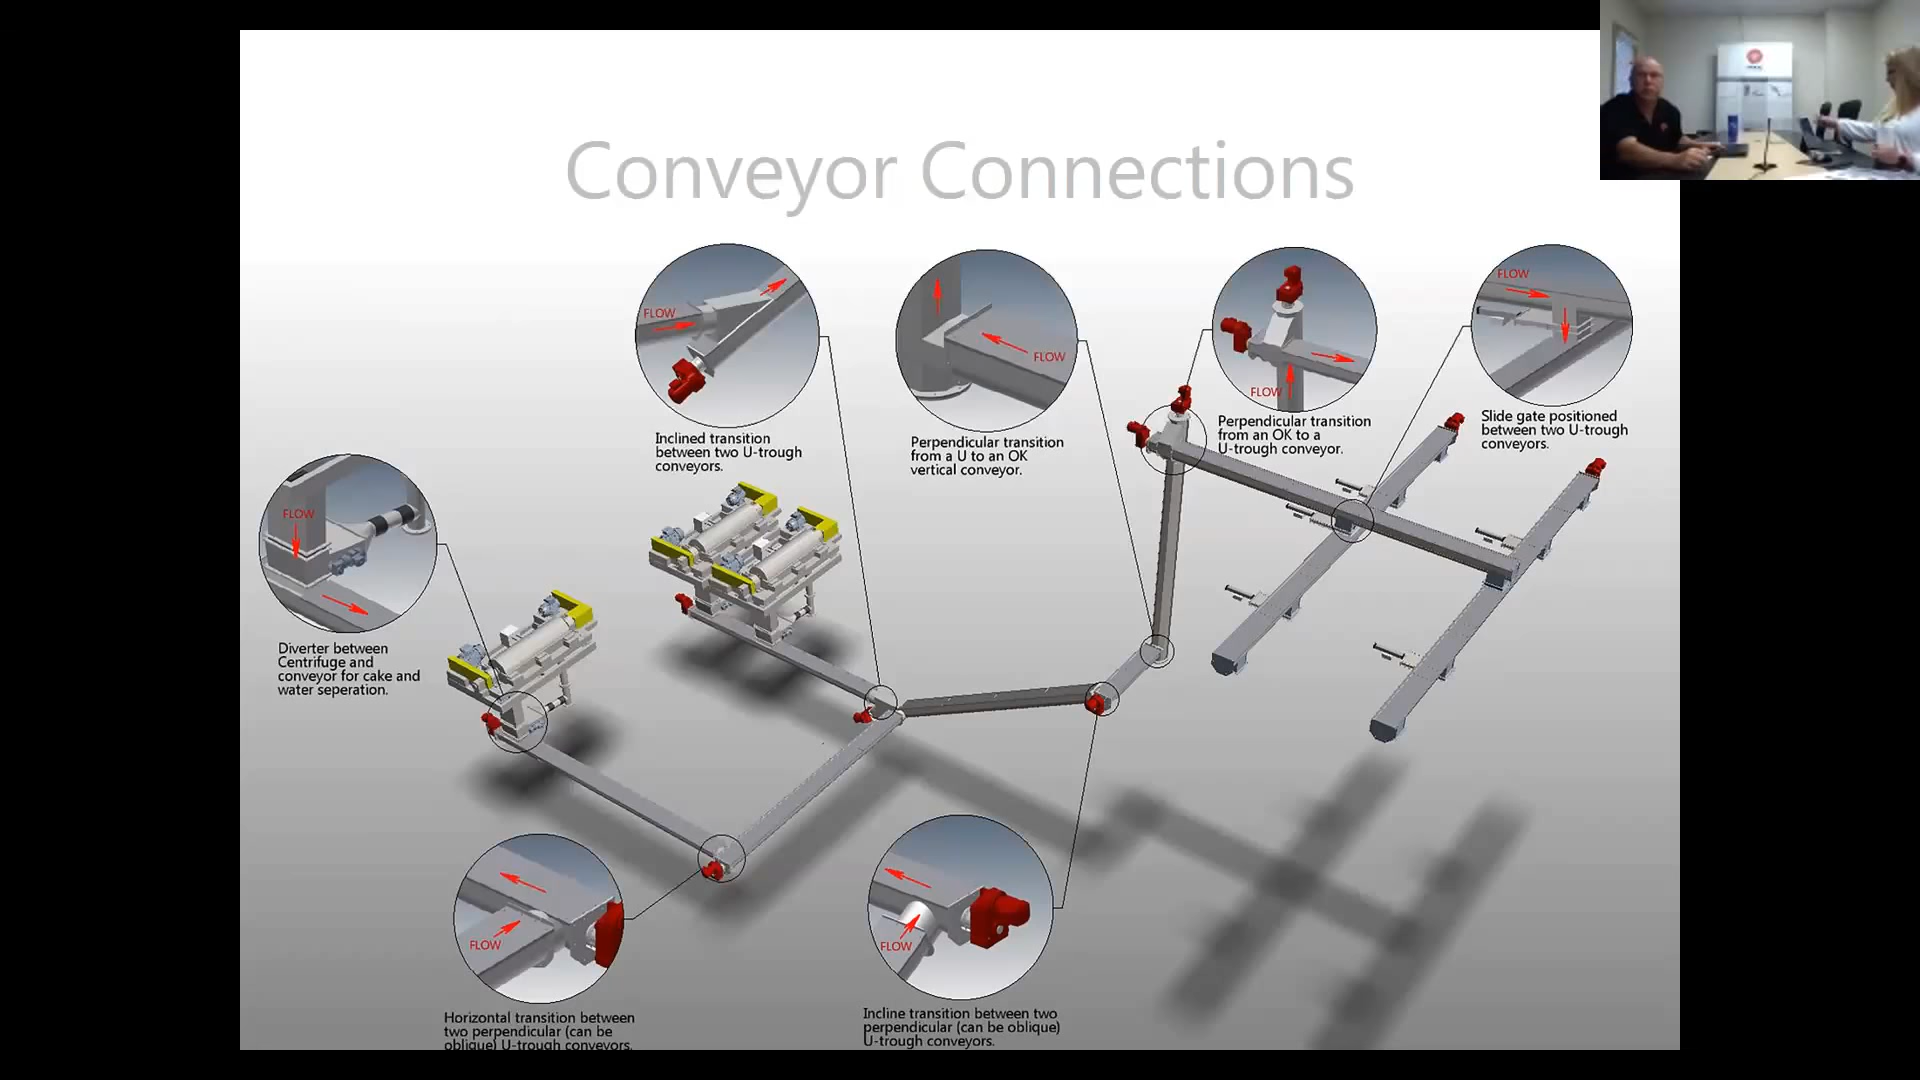 Conveyor Connections
FLOW
Inclined transition
between two U-trough
conveyors.
FLOW
Perpendicular transition
from a U to an OK
vertical conveyor.
FLOW
Perpendicular transition
from an OK to a
U-trough conveyor.
FLOW
Slide gate positioned
between two U-trough
conveyors.
FLOW
Diverter between
Centrifuge and
conveyor for cake and
water seperation.
FLOW
Horizontal transition between
two perpendicular (can be
oblique) U-trough conveyors.
FLOW
Incline transition between two
perpendicular (can be oblique)
U-trough conveyors.